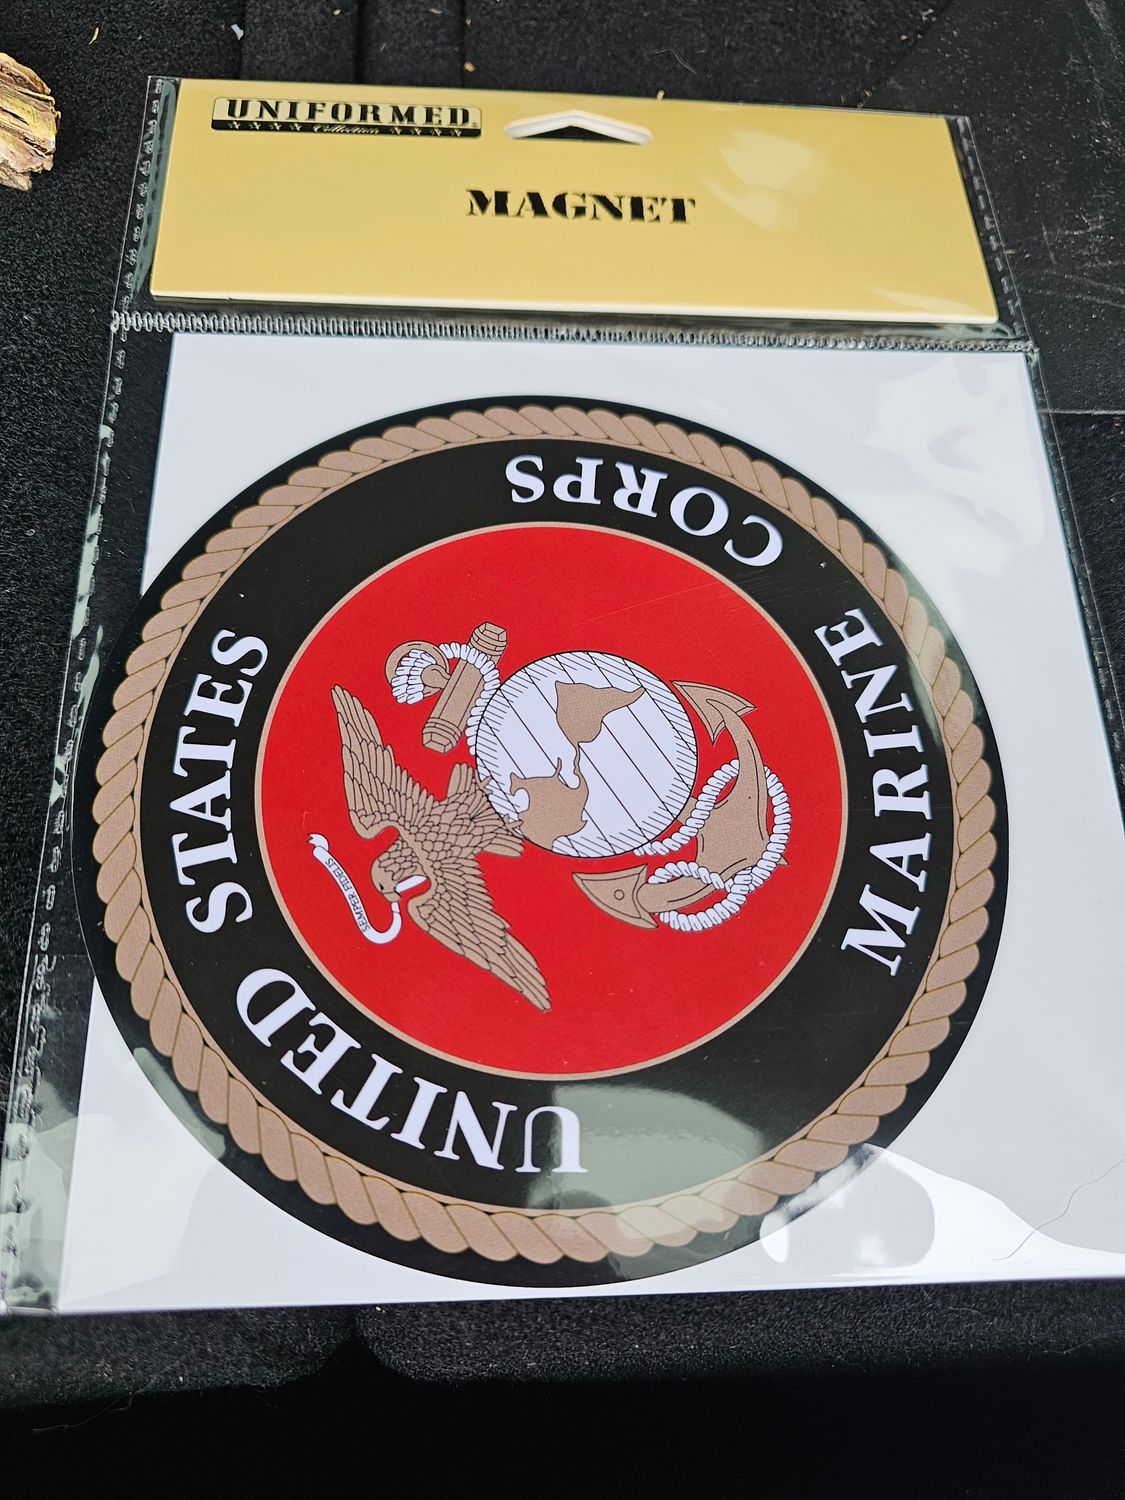 UNIFORMED
Collection
MAGNET
UNITED STATES
MARINE CORPS
SEMPER FIDELIS